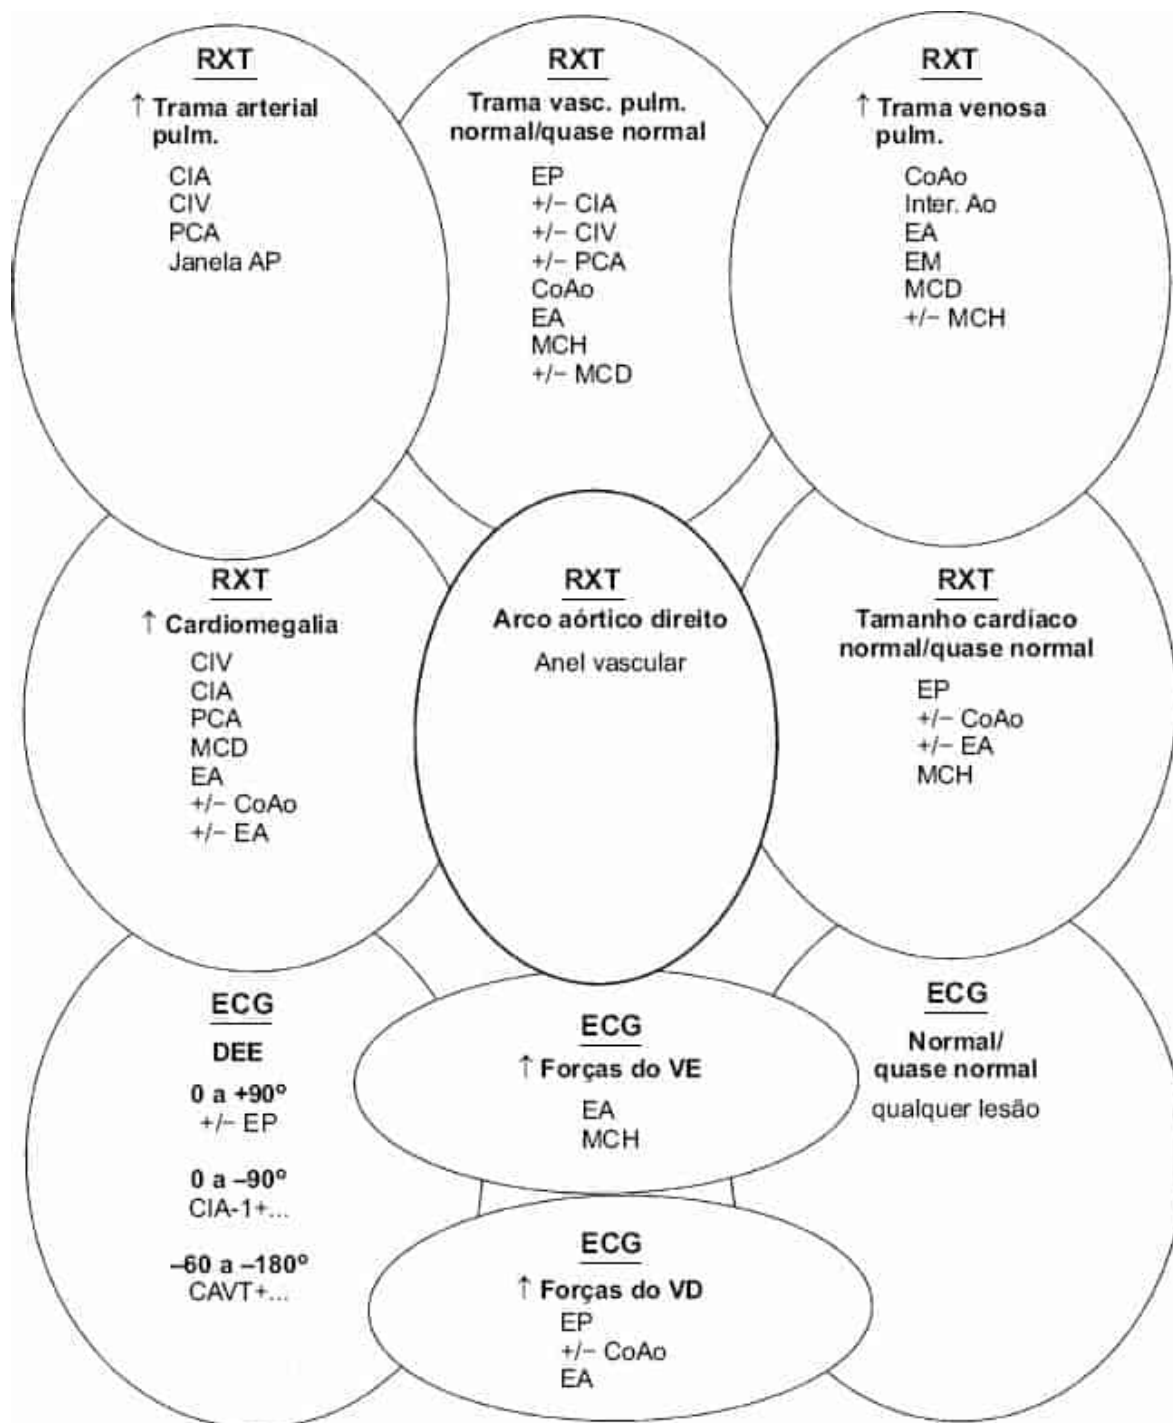 RXT
↑ Trama arterial
pulm.
CIA
CIV
PCA
Janela AP
RXT
Trama vasc. pulm.
normal/quase normal
EP
+/− CIA
+/− CIV
+/− PCA
CoAo
EA
MCH
+/− MCD
RXT
↑ Trama venosa
pulm.
CoAo
Inter. Ao
EA
EM
MCD
+/− MCH
RXT
↑ Cardiomegalia
CIV
CIA
PCA
MCD
EA
+/− CoAo
+/− EA
RXT
Arco aórtico direito
Anel vascular
RXT
Tamanho cardíaco
normal/quase normal
EP
+/− CoAo
+/− EA
MCH
ECG
DEE
0 a +90º
+/− EP
0 a −90º
CIA-1+...
−60 a −180º
CAVT+...
ECG
↑ Forças do VE
EA
MCH
ECG
Normal/
quase normal
qualquer lesão
ECG
↑ Forças do VD
EP
+/− CoAo
EA